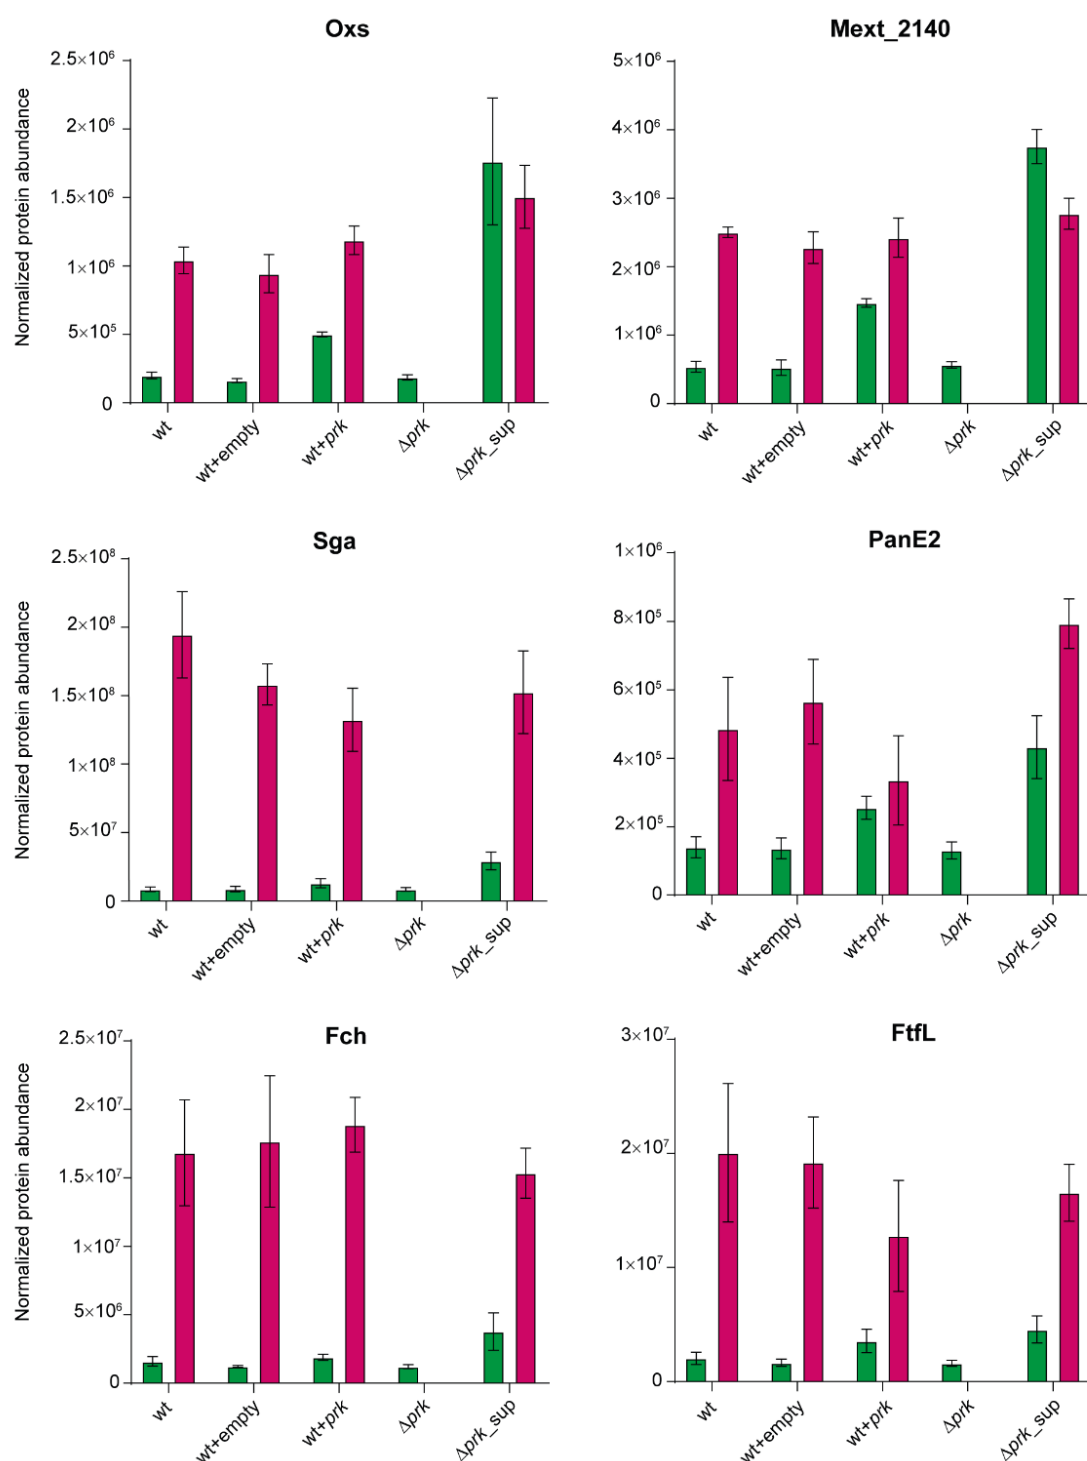 Oxs
Normalized protein abundance
2.5×10⁶
2×10⁶
1.5×10⁶
1×10⁶
5×10⁵
0
wt
wt+empty
wt+prk
Δprk
Δprk_sup
Mext_2140
5×10⁶
4×10⁶
3×10⁶
2×10⁶
1×10⁶
0
wt
wt+empty
wt+prk
Δprk
Δprk_sup
Sga
Normalized protein abundance
2.5×10⁸
2×10⁸
1.5×10⁸
1×10⁸
5×10⁷
0
wt
wt+empty
wt+prk
Δprk
Δprk_sup
PanE2
1×10⁶
8×10⁵
6×10⁵
4×10⁵
2×10⁵
0
wt
wt+empty
wt+prk
Δprk
Δprk_sup
Fch
Normalized protein abundance
2.5×10⁷
2×10⁷
1.5×10⁷
1×10⁷
5×10⁶
0
wt
wt+empty
wt+prk
Δprk
Δprk_sup
FtfL
3×10⁷
2×10⁷
1×10⁷
0
wt
wt+empty
wt+prk
Δprk
Δprk_sup